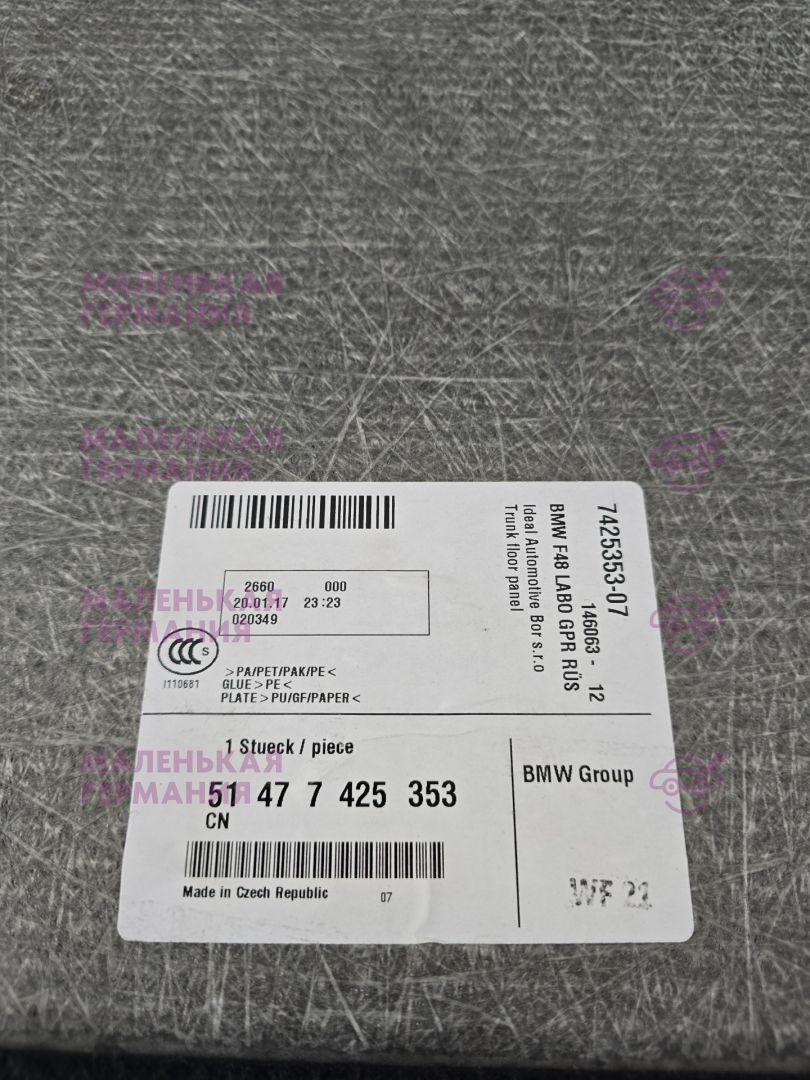 МАЛЕНЬКАЯ
ГЕРМАНИЯ
МАЛЕНЬКАЯ
ГЕРМАНИЯ
7425353-07
146063 - 12
BMW F48 LABO GPR RÜS
Ideal Automotive Bor s.r.o
Trunk floor panel
2660 000
20.01.17 23:23
020349
МАЛЕНЬКАЯ
ГЕРМАНИЯ
CCC S
I110681
>PA/PET/PAK/PE<
GLUE>PE<
PLATE>PU/GF/PAPER<
1 Stueck / piece
МАЛЕНЬКАЯ
ГЕРМАНИЯ
51 47 7 425 353
CN
Made in Czech Republic 07
BMW Group
WF 22